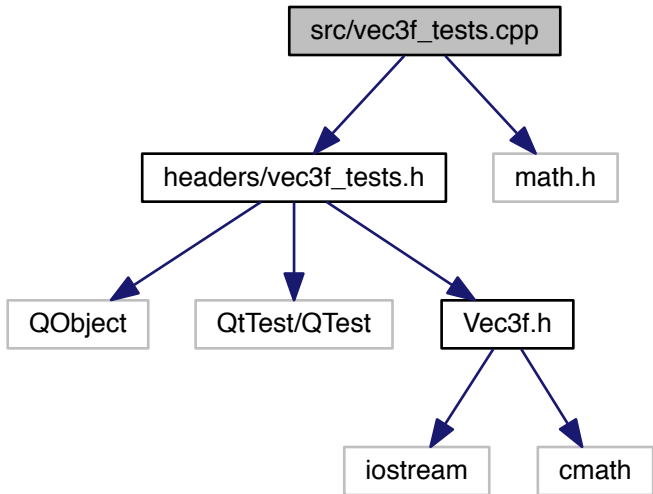 src/vec3f_tests.cpp
headers/vec3f_tests.h
math.h
QObject
QtTest/QTest
Vec3f.h
iostream
cmath